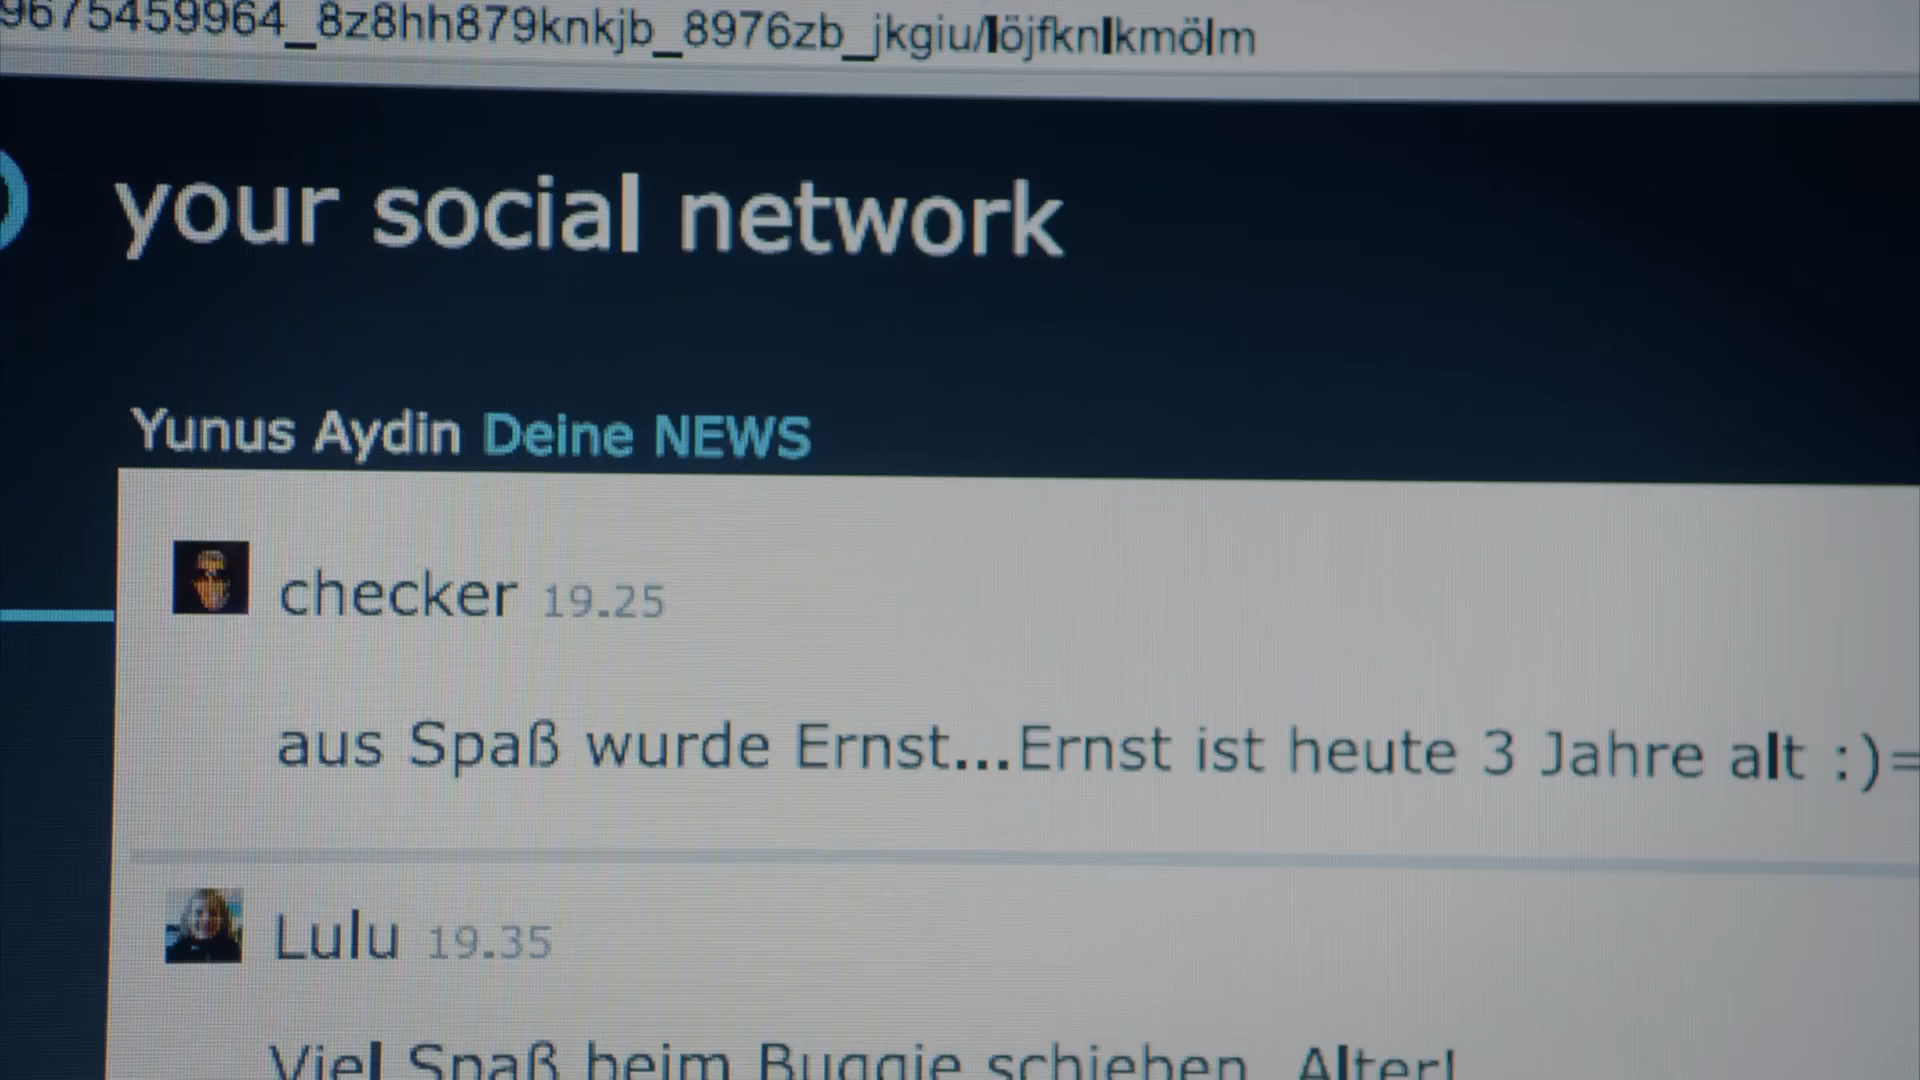 9675459964_8z8hh879knkjb_8976zb_jkgiu/löjfknlkmölm
your social network
Yunus Aydin Deine NEWS
checker 19.25
aus Spaß wurde Ernst...Ernst ist heute 3 Jahre alt :)=
Lulu 19.35
Viel Spaß beim Buggie schieben, Alter!